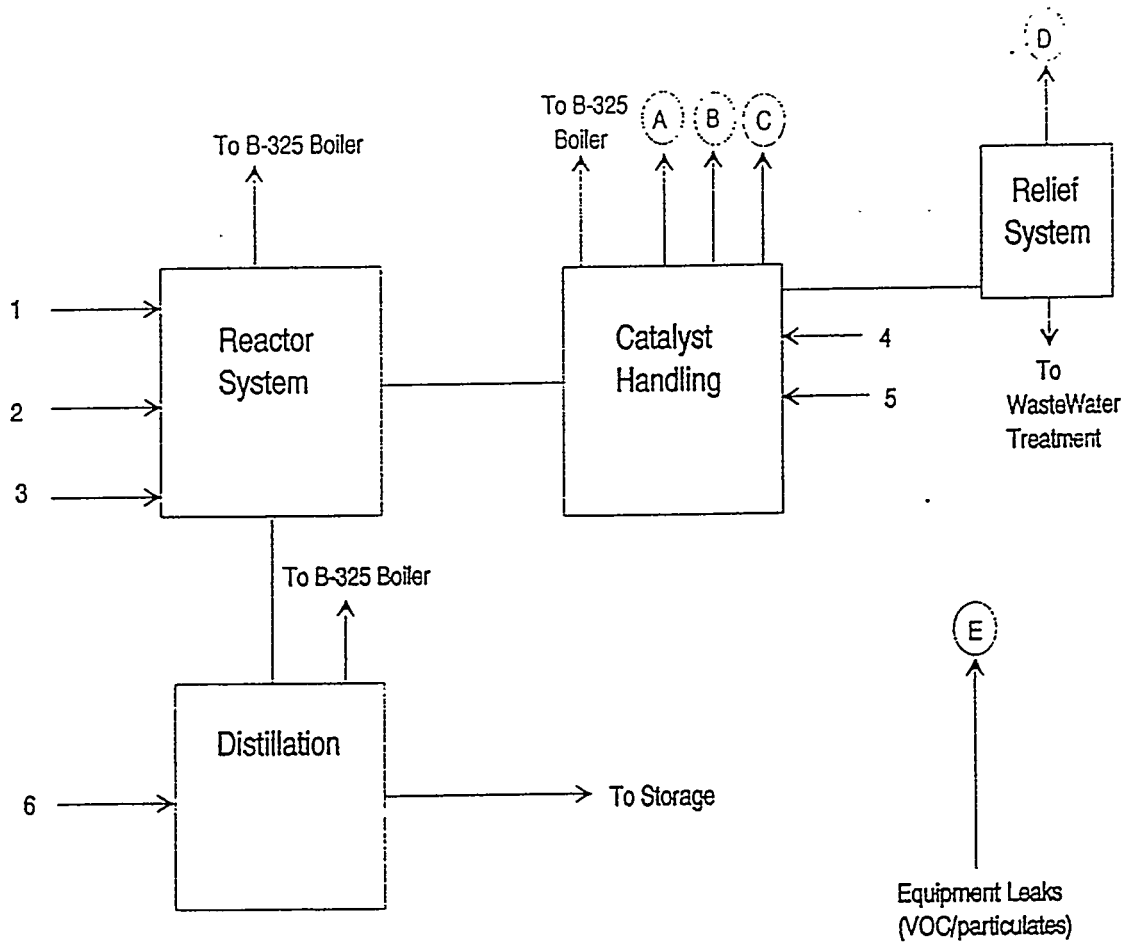 D
To B-325 Boiler
To B-325
Boiler
A
B
C
Relief
System
1
2
3
Reactor
System
Catalyst
Handling
4
5
To
WasteWater
Treatment
To B-325 Boiler
E
Distillation
6
To Storage
Equipment Leaks
(VOC/particulates)